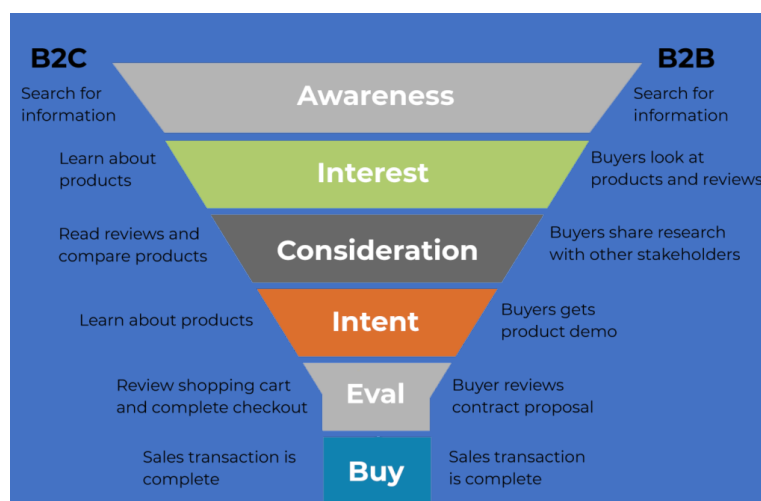 B2C
B2B
Awareness
Search for
information
Search for
information
Learn about
products
Interest
Buyers look at
products and reviews
Read reviews and
compare products
Consideration
Buyers share research
with other stakeholders
Learn about products
Intent
Buyers gets
product demo
Review shopping cart
and complete checkout
Eval
Buyer reviews
contract proposal
Sales transaction is
complete
Buy
Sales transaction
is complete